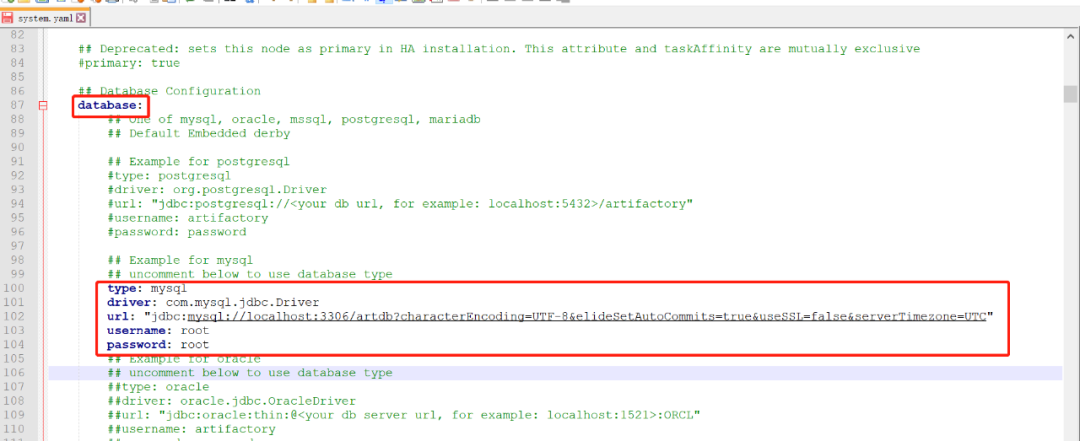 system.yaml
82
83 ## Deprecated: sets this node as primary in HA installation. This attribute and taskAffinity are mutually exclusive
84 #primary: true
85
86 ## Database Configuration
87 database:
88 ## One of mysql, oracle, mssql, postgresql, mariadb
89 ## Default Embedded derby
90
91 ## Example for postgresql
92 #type: postgresql
93 #driver: org.postgresql.Driver
94 #url: "jdbc:postgresql://<your db url, for example: localhost:5432>/artifactory"
95 #username: artifactory
96 #password: password
97
98 ## Example for mysql
99 ## uncomment below to use database type
100 type: mysql
101 driver: com.mysql.jdbc.Driver
102 url: "jdbc:mysql://localhost:3306/artdb?characterEncoding=UTF-8&elideSetAutoCommits=true&useSSL=false&serverTimezone=UTC"
103 username: root
104 password: root
105 ## Example for oracle
106 ## uncomment below to use database type
107 ##type: oracle
108 ##driver: oracle.jdbc.OracleDriver
109 ##url: "jdbc:oracle:thin:@<your db server url, for example: localhost:1521>:ORCL"
110 ##username: artifactory